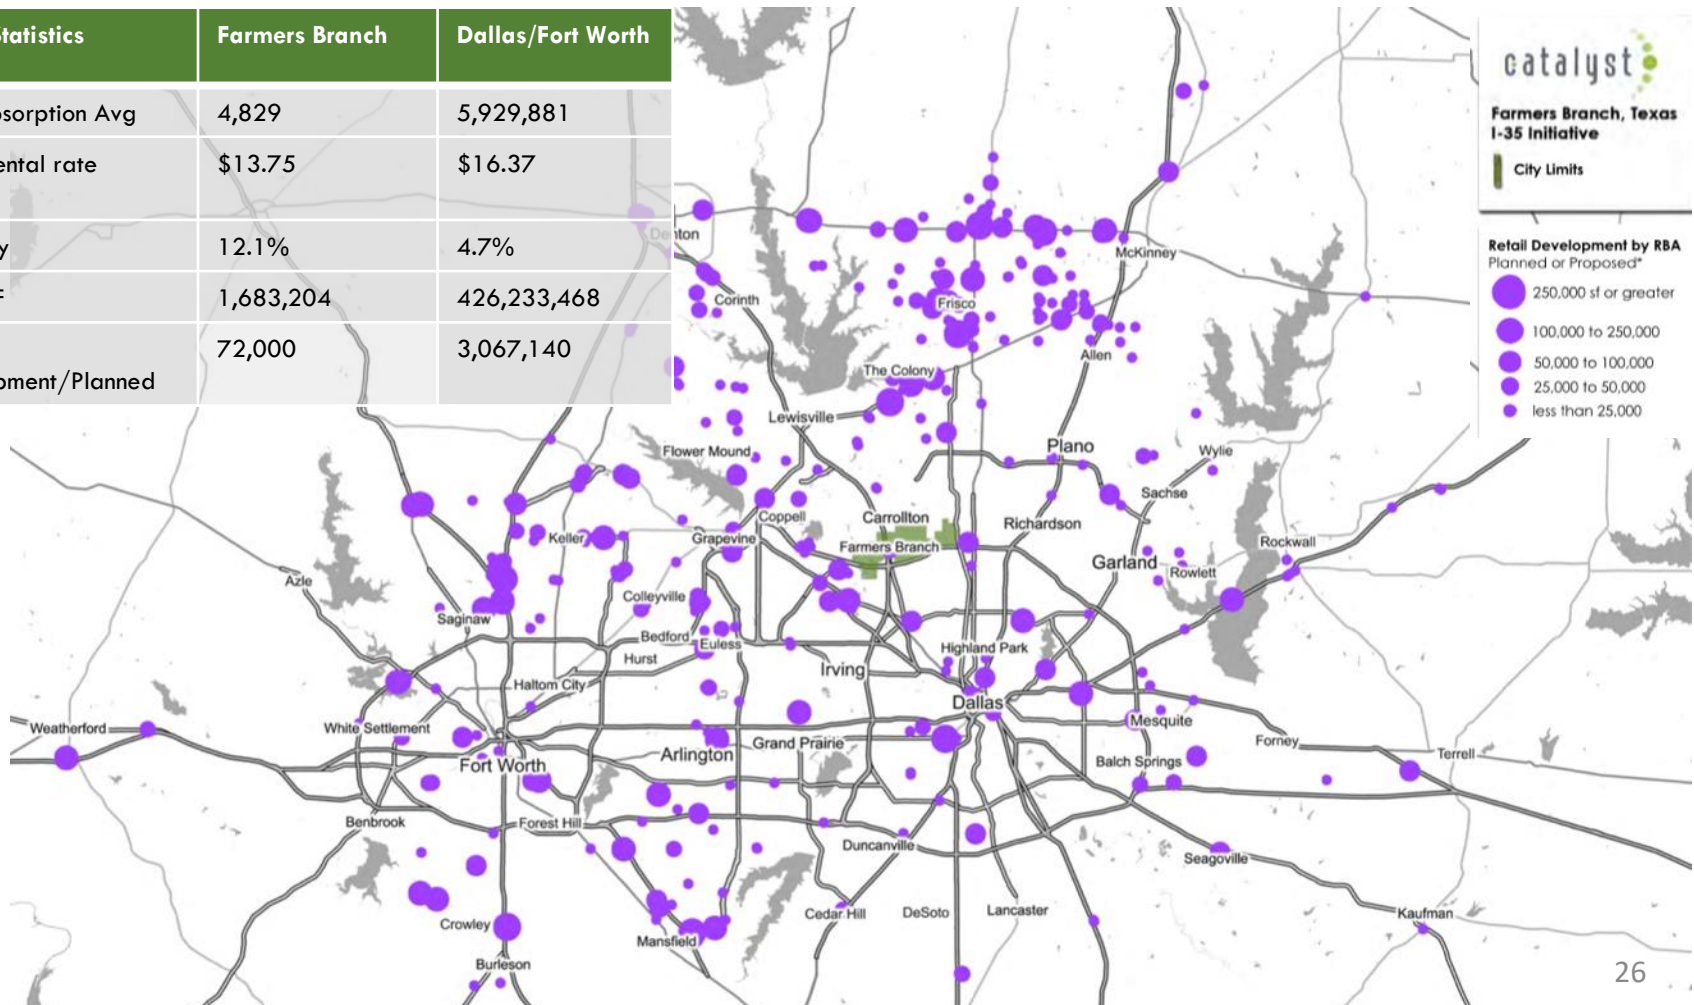 tatistics Farmers Branch Dallas/Fort Worth
sorption Avg 4,829 5,929,881
ental rate $13.75 $16.37
y 12.1% 4.7%
1,683,204 426,233,468
72,000 3,067,140
pment/Planned
catalyst
Farmers Branch, Texas
I-35 Initiative
City Limits
Retail Development by RBA
Planned or Proposed*
250,000 sf or greater
100,000 to 250,000
50,000 to 100,000
25,000 to 50,000
less than 25,000
Denton
McKinney
Corinth
Frisco
Allen
The Colony
Lewisville
Flower Mound
Plano
Wylie
Sachse
Coppell
Carrollton
Richardson
Keller
Grapevine
Farmers Branch
Rockwall
Garland
Rowlett
Azle
Colleyville
Saginaw
Bedford
Euless
Highland Park
Hurst
Irving
Haltom City
Dallas
Weatherford
White Settlement
Mesquite
Forney
Arlington
Grand Prairie
Terrell
Fort Worth
Balch Springs
Benbrook
Forest Hill
Duncanville
Seagoville
Crowley
Mansfield
Cedar Hill
DeSoto
Lancaster
Kaufman
Burleson
26